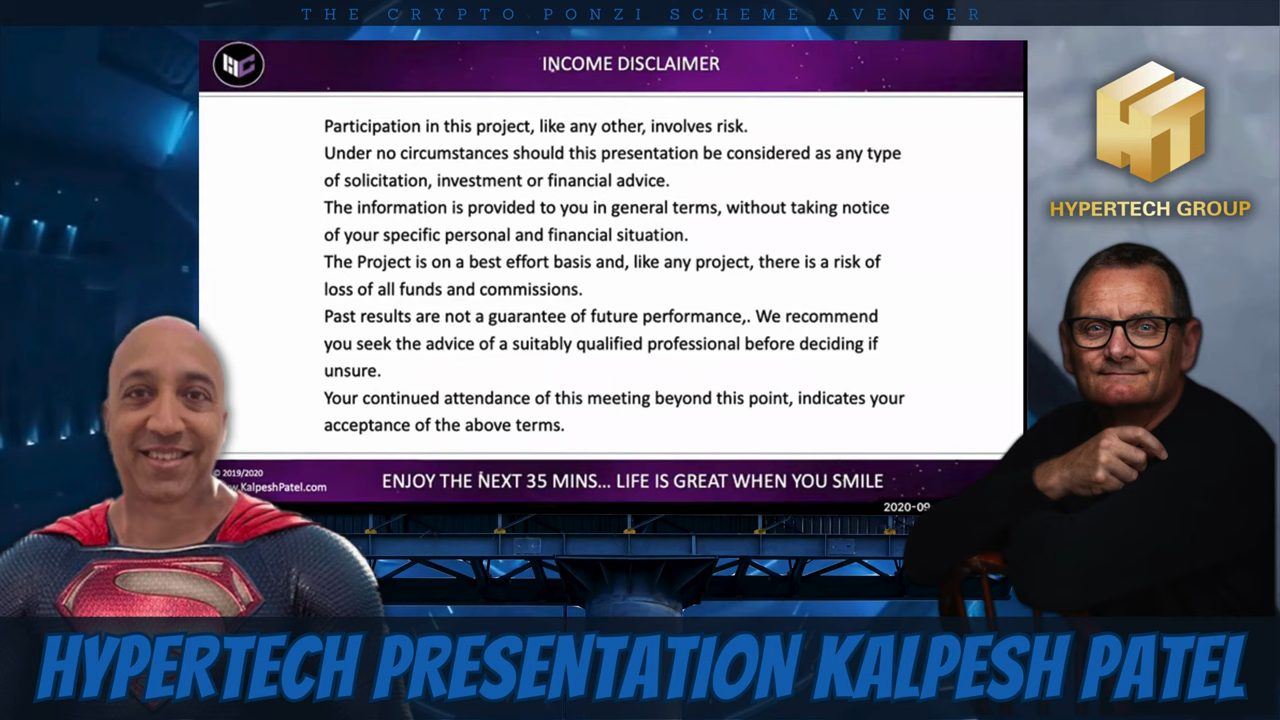 THE CRYPTO PONZI SCHEME AVENGER
HC
INCOME DISCLAIMER
Participation in this project, like any other, involves risk.
Under no circumstances should this presentation be considered as any type
of solicitation, investment or financial advice.
The information is provided to you in general terms, without taking notice
of your specific personal and financial situation.
The Project is on a best effort basis and, like any project, there is a risk of
loss of all funds and commissions.
Past results are not a guarantee of future performance,. We recommend
you seek the advice of a suitably qualified professional before deciding if
unsure.
Your continued attendance of this meeting beyond this point, indicates your
acceptance of the above terms.
© 2019/2020
w.KalpeshPatel.com
ENJOY THE NEXT 35 MINS... LIFE IS GREAT WHEN YOU SMILE
2020-09
HT
HYPERTECH GROUP
HYPERTECH PRESENTATION KALPESH PATEL